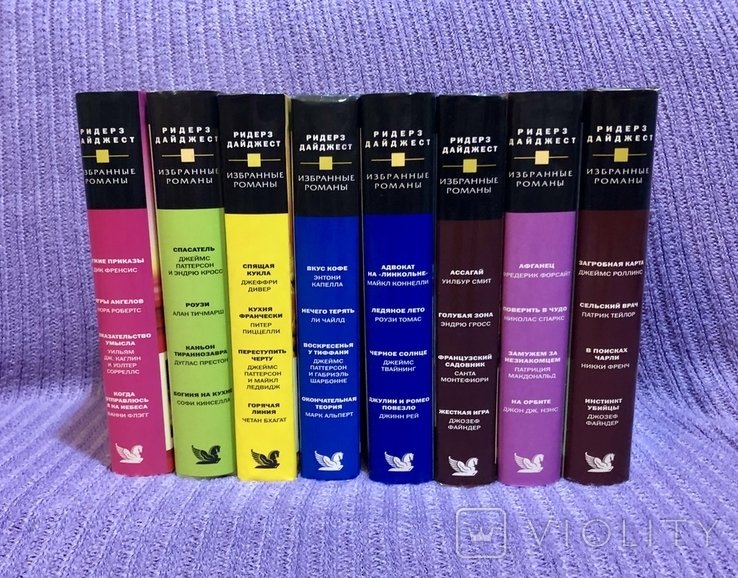 РИДЕРЗ
ДАЙДЖЕСТ
ИЗБРАННЫЕ
РОМАНЫ
ПРИКАЗЫ
ФРЕНСИС
АНГЕЛОВ
РОБЕРТС
УМЫСЛА
УИЛЬЯМ
ДЖ. КАГЛИН
И УОЛТЕР
СОРРЕЛЛС
КОГДА
НА НЕБЕСА
ФЛЭГГ
РИДЕРЗ
ДАЙДЖЕСТ
ИЗБРАННЫЕ
РОМАНЫ
СПАСАТЕЛЬ
ДЖЕЙМС
ПАТТЕРСОН
И ЭНДРЮ КРОСС
РОУЗИ
АЛАН ТИЧМАРШ
КАНЬОН
ТИРАННОЗАВРА
ДУГЛАС ПРЕСТОН
БОГИНЯ НА КУХНЕ
СОФИ КИНСЕЛЛА
РИДЕРЗ
ДАЙДЖЕСТ
ИЗБРАННЫЕ
РОМАНЫ
СПЯЩАЯ
КУКЛА
ДЖЕФФРИ
ДИВЕР
КУХНЯ
ФРАНЧЕСКИ
ПИТЕР
ПИЦЦЕЛЛИ
ПЕРЕСТУПИТЬ
ЧЕРТУ
ДЖЕЙМС
ПАТТЕРСОН
И МАЙКЛ
ЛЕДВИДЖ
ГОРЯЧАЯ
ЛИНИЯ
ЧЕТАН БХАГАТ
РИДЕРЗ
ДАЙДЖЕСТ
ИЗБРАННЫЕ
РОМАНЫ
ВКУС КОФЕ
ЭНТОНИ
КАПЕЛЛА
НЕЧЕГО ТЕРЯТЬ
ЛИ ЧАЙЛД
ВОСКРЕСЕНЬЯ
У ТИФФАНИ
ДЖЕЙМС
ПАТТЕРСОН
И ГАБРИЭЛЬ
ШАРБОННЕ
ОКОНЧАТЕЛЬНАЯ
ТЕОРИЯ
МАРК АЛЬПЕРТ
РИДЕРЗ
ДАЙДЖЕСТ
ИЗБРАННЫЕ
РОМАНЫ
АДВОКАТ
НА «ЛИНКОЛЬНЕ»
МАЙКЛ КОННЕЛЛИ
ЛЕДЯНОЕ ЛЕТО
РОУЗИ ТОМАС
ЧЕРНОЕ СОЛНЦЕ
ДЖЕЙМС
ТВАЙНИНГ
ДЖУЛИИ И РОМЕО
ПОВЕЗЛО
ДЖИНН РЕЙ
РИДЕРЗ
ДАЙДЖЕСТ
ИЗБРАННЫЕ
РОМАНЫ
АССАГАЙ
УИЛБУР СМИТ
ГОЛУБАЯ ЗОНА
ЭНДРЮ ГРОСС
ФРАНЦУЗСКИЙ
САДОВНИК
САНТА
МОНТЕФИОРИ
ЖЕСТКАЯ ИГРА
ДЖОЗЕФ
ФАЙНДЕР
РИДЕРЗ
ДАЙДЖЕСТ
ИЗБРАННЫЕ
РОМАНЫ
АФГАНЕЦ
ФРЕДЕРИК ФОРСАЙТ
ПОВЕРИТЬ В ЧУДО
НИКОЛАС СПАРКС
ЗАМУЖЕМ ЗА
НЕЗНАКОМЦЕМ
ПАТРИЦИЯ
МАКДОНАЛЬД
НА ОРБИТЕ
ДЖОН ДЖ. НЭНС
РИДЕРЗ
ДАЙДЖЕСТ
ИЗБРАННЫЕ
РОМАНЫ
ЗАГРОБНАЯ КАРТА
ДЖЕЙМС РОЛЛИНС
СЕЛЬСКИЙ ВРАЧ
ПАТРИК ТЕЙЛОР
В ПОИСКАХ
ЧАРЛИ
НИККИ ФРЕНЧ
ИНСТИНКТ
УБИЙЦЫ
ДЖОЗЕФ
ФАЙНДЕР
VIOLITY